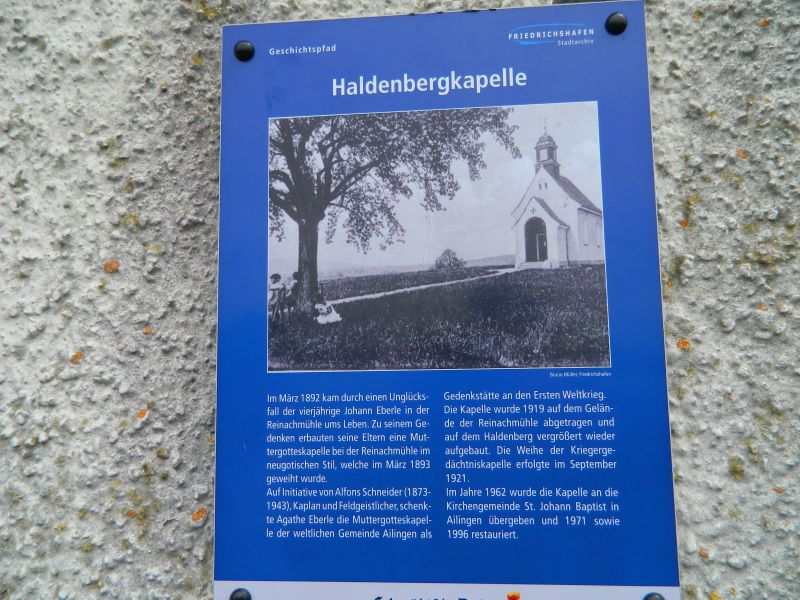 Geschichtspfad
FRIEDRICHSHAFEN
Stadtarchiv
Haldenbergkapelle
Bruno Müller, Friedrichshafen
Im März 1892 kam durch einen Unglücks-
fall der vierjährige Johann Eberle in der
Reinachmühle ums Leben. Zu seinem Ge-
denken erbauten seine Eltern eine Mut-
tergotteskapelle bei der Reinachmühle im
neugotischen Stil, welche im März 1893
geweiht wurde.
Auf Initiative von Alfons Schneider (1873-
1943), Kaplan und Feldgeistlicher, schenk-
te Agathe Eberle die Muttergotteskapel-
le der weltlichen Gemeinde Ailingen als
Gedenkstätte an den Ersten Weltkrieg.
Die Kapelle wurde 1919 auf dem Gelän-
de der Reinachmühle abgetragen und
auf dem Haldenberg vergrößert wieder
aufgebaut. Die Weihe der Kriegerge-
dächtniskapelle erfolgte im September
1921.
Im Jahre 1962 wurde die Kapelle an die
Kirchengemeinde St. Johann Baptist in
Ailingen übergeben und 1971 sowie
1996 restauriert.